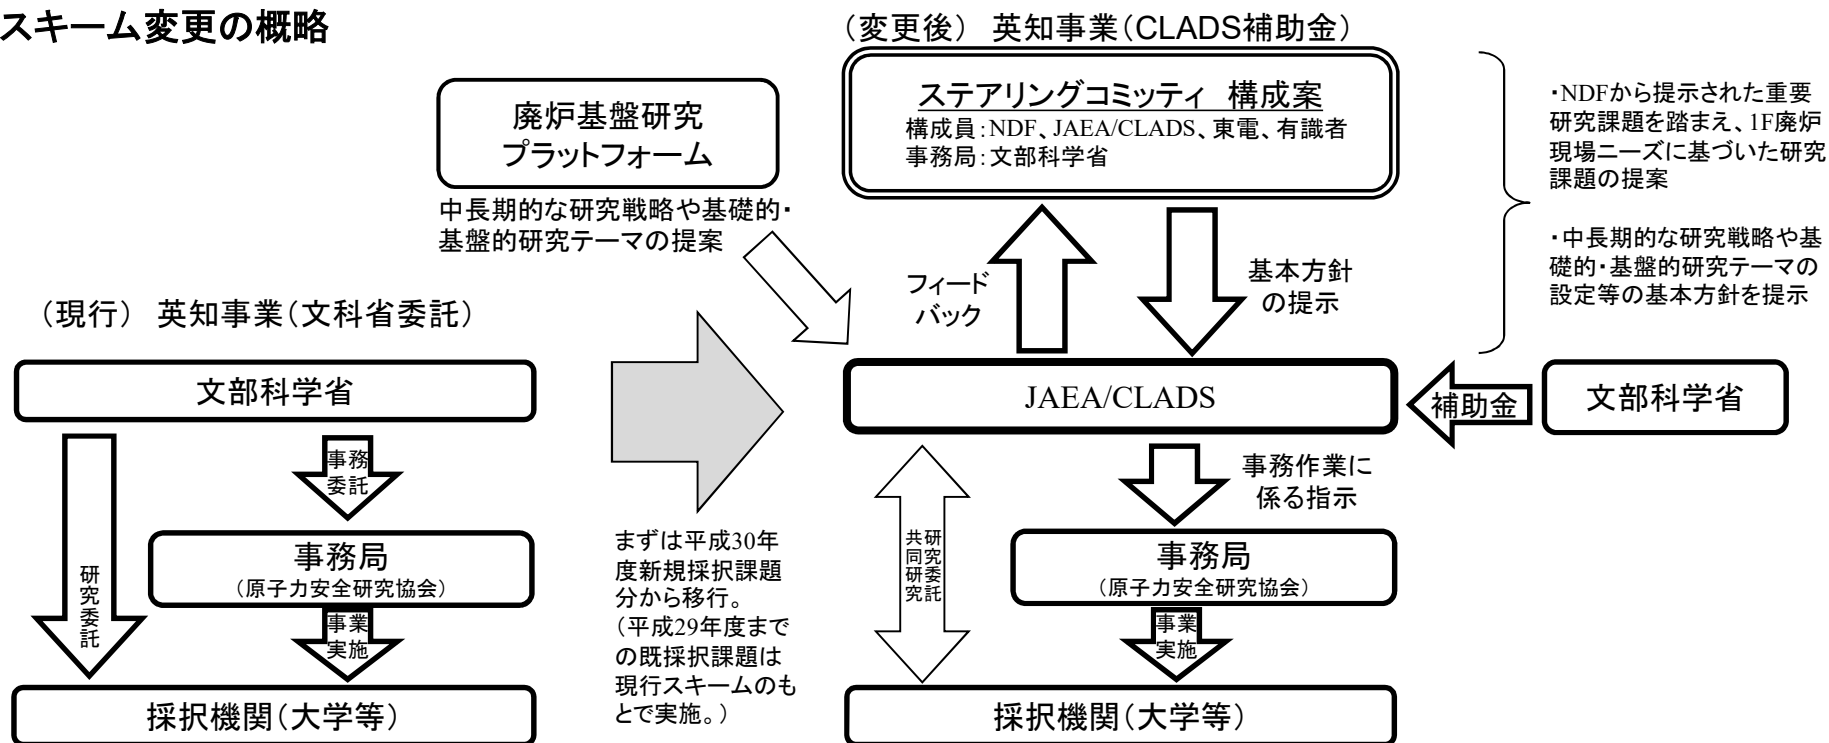 スキーム変更の概略
（変更後） 英知事業（CLADS補助金）
ステアリングコミッティ 構成案
構成員：NDF、JAEA/CLADS、東電、有識者
事務局：文部科学省
廃炉基盤研究
プラットフォーム
中長期的な研究戦略や基礎的・
基盤的研究テーマの提案
・NDFから提示された重要
研究課題を踏まえ、1F廃炉
現場ニーズに基づいた研究
課題の提案
・中長期的な研究戦略や基
礎的・基盤的研究テーマの
設定等の基本方針を提示
フィード
バック
基本方針
の提示
（現行） 英知事業（文科省委託）
文部科学省
事務
委託
研究委託
事務局
（原子力安全研究協会）
事業
実施
採択機関（大学等）
まずは平成30年
度新規採択課題
分から移行。
（平成29年度まで
の既採択課題は
現行スキームのも
とで実施。）
JAEA/CLADS
補助金
文部科学省
事務作業に
係る指示
研究委託
共同研究
事務局
（原子力安全研究協会）
事業
実施
採択機関（大学等）